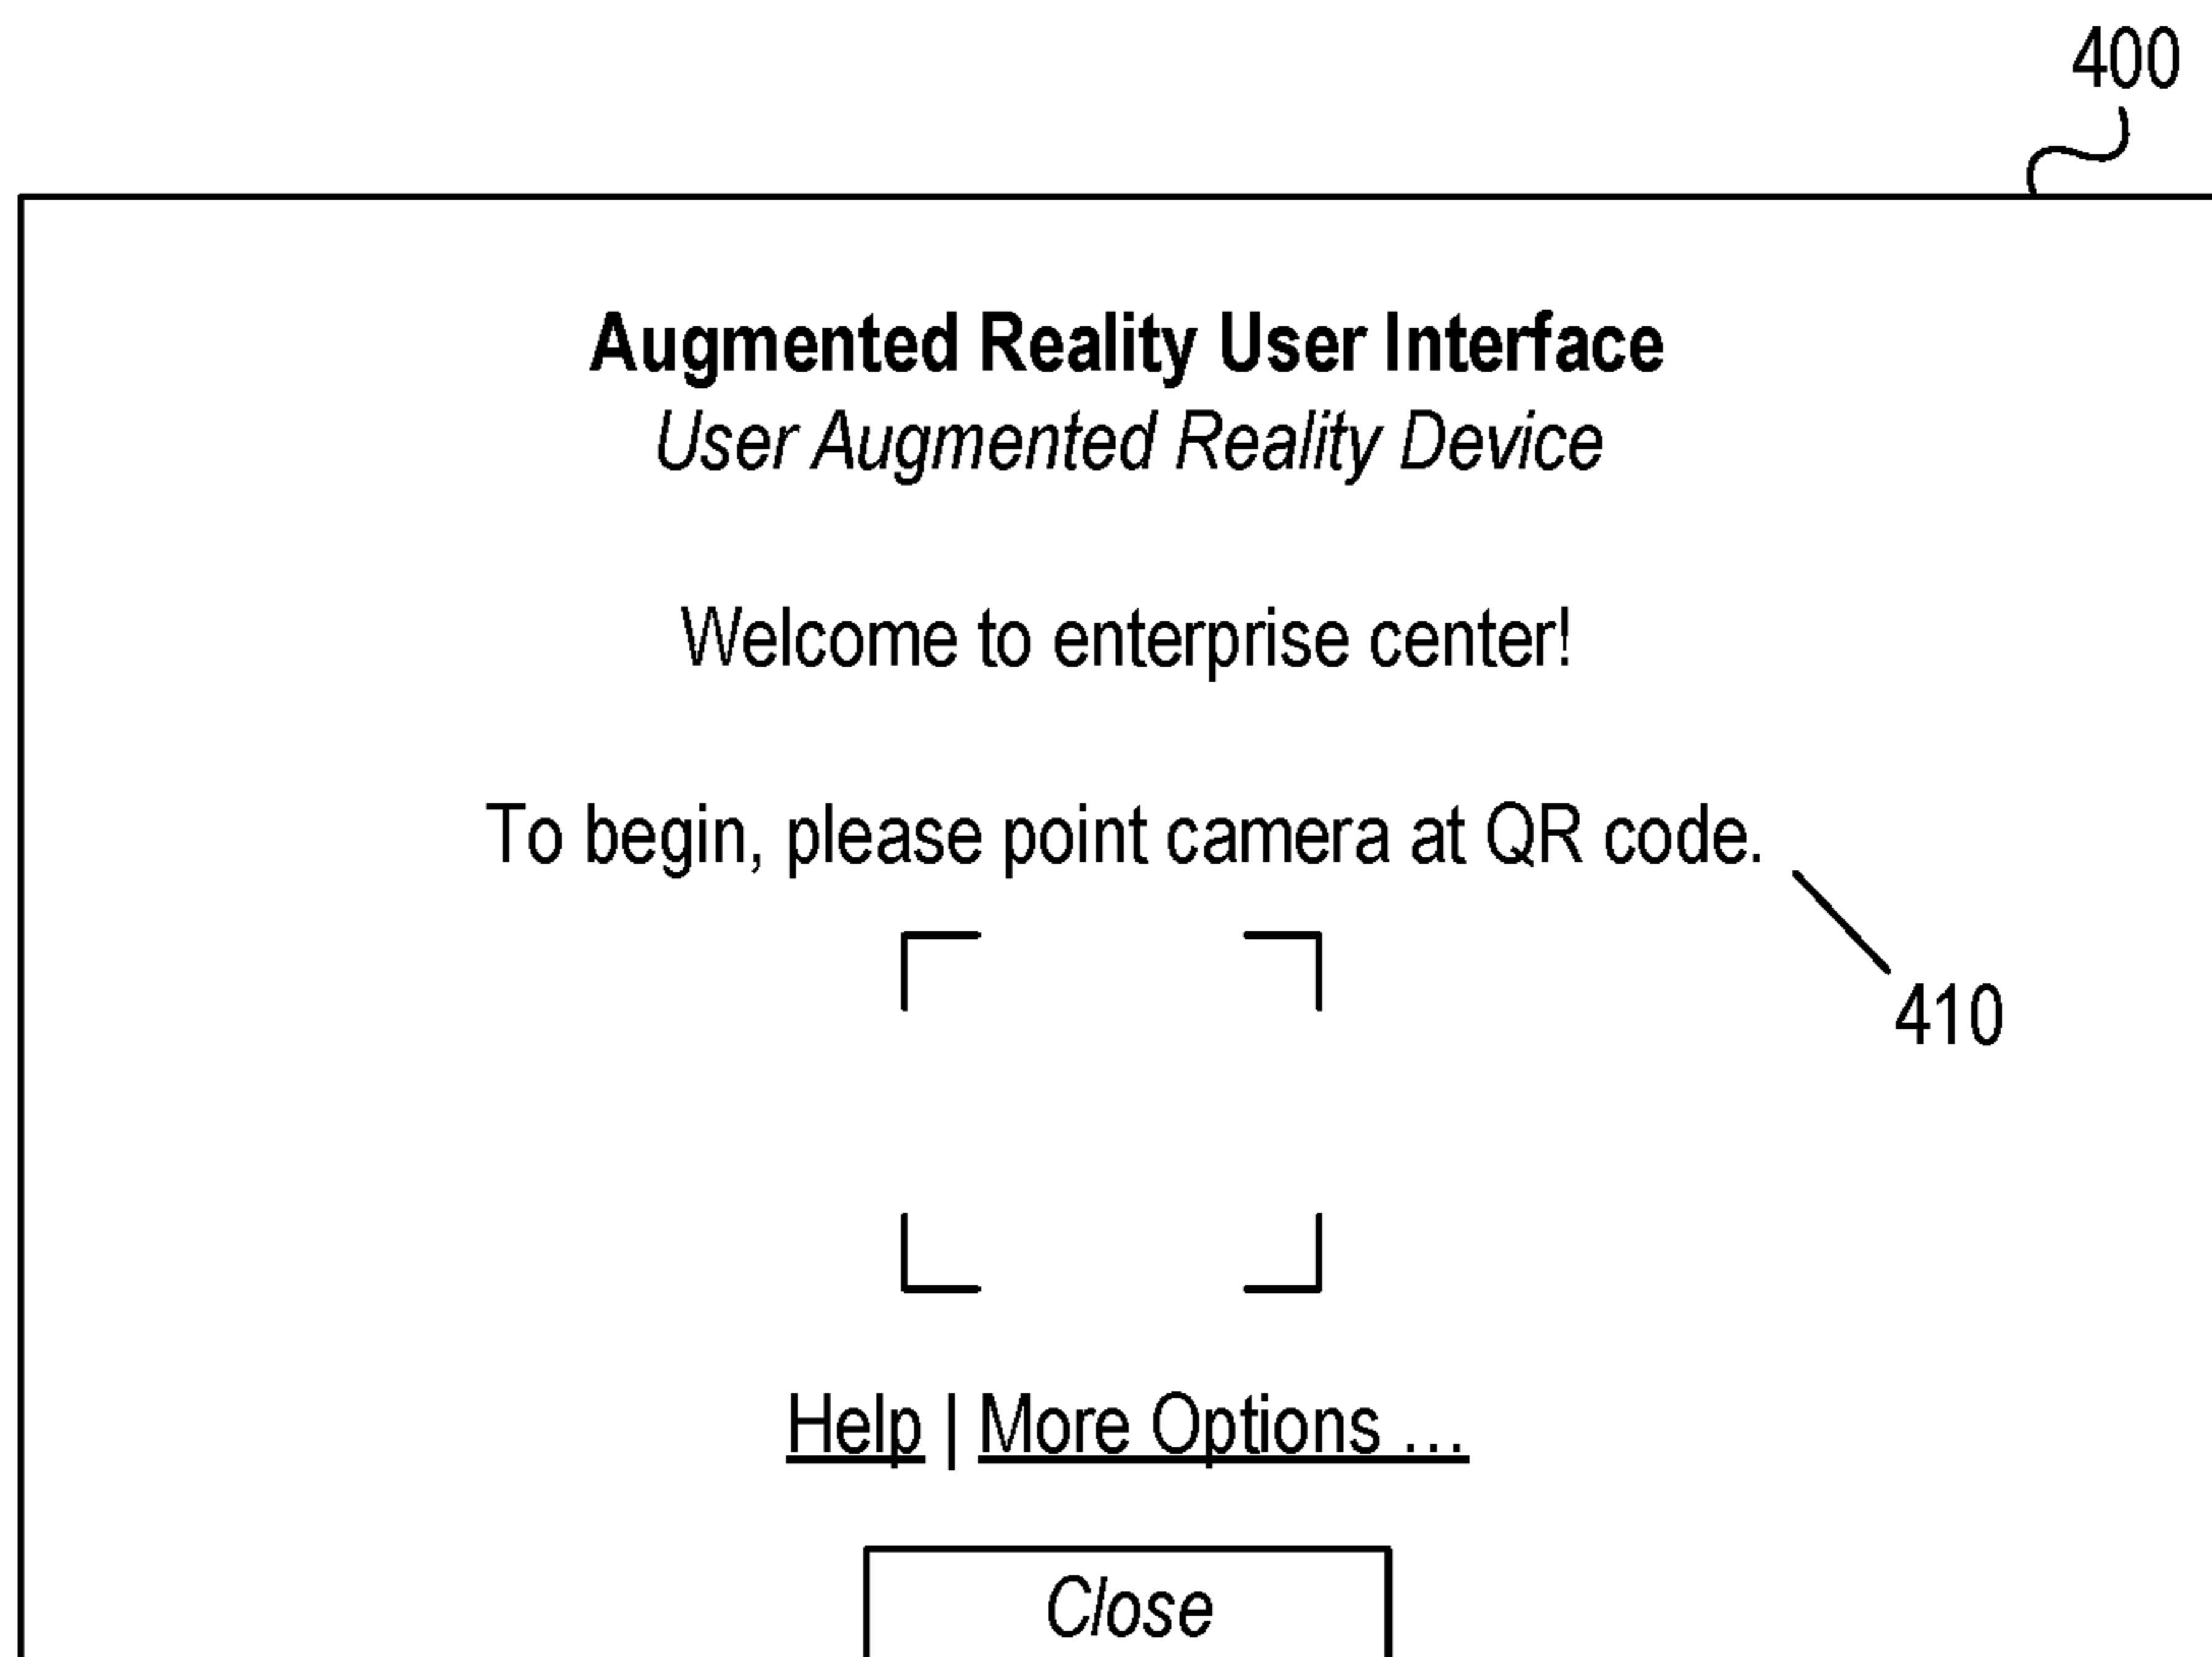 400
Augmented Reality User Interface
User Augmented Reality Device
Welcome to enterprise center!
To begin, please point camera at QR code.
410
Help | More Options ...
Close